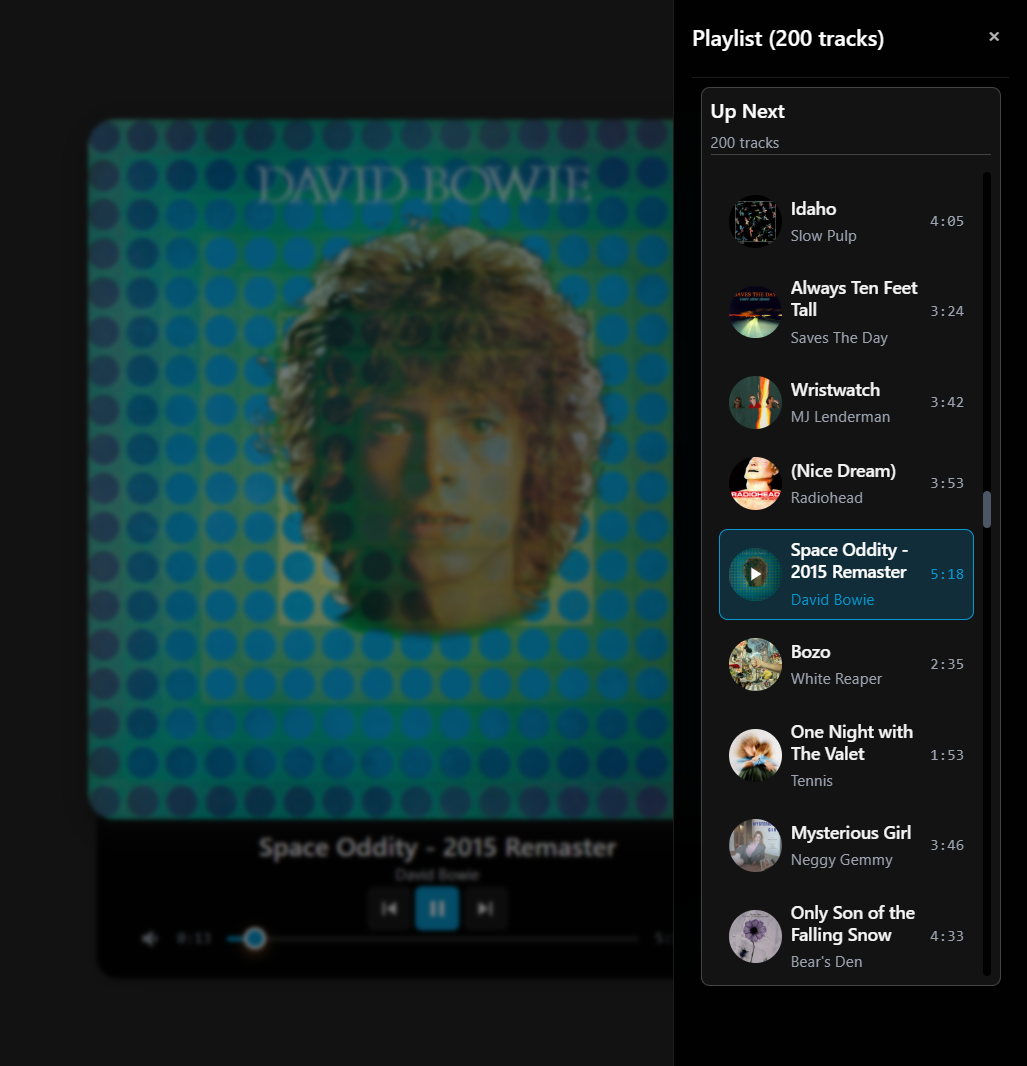 Playlist (200 tracks)
×
Up Next
200 tracks
Idaho
Slow Pulp
4:05
Always Ten Feet
Tall
Saves The Day
3:24
Wristwatch
MJ Lenderman
3:42
(Nice Dream)
Radiohead
3:53
RADIOHEAD
Space Oddity -
2015 Remaster
David Bowie
5:18
Bozo
White Reaper
2:35
One Night with
The Valet
Tennis
1:53
Mysterious Girl
Neggy Gemmy
3:46
Only Son of the
Falling Snow
Bear's Den
4:33
DAVID BOWIE
Space Oddity - 2015 Remaster
David Bowie
0:13